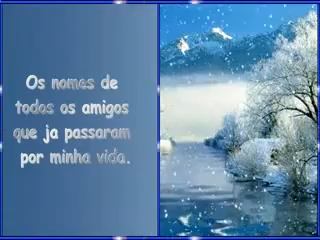 Os nomes de
todos os amigos
que ja passaram
por minha vida.